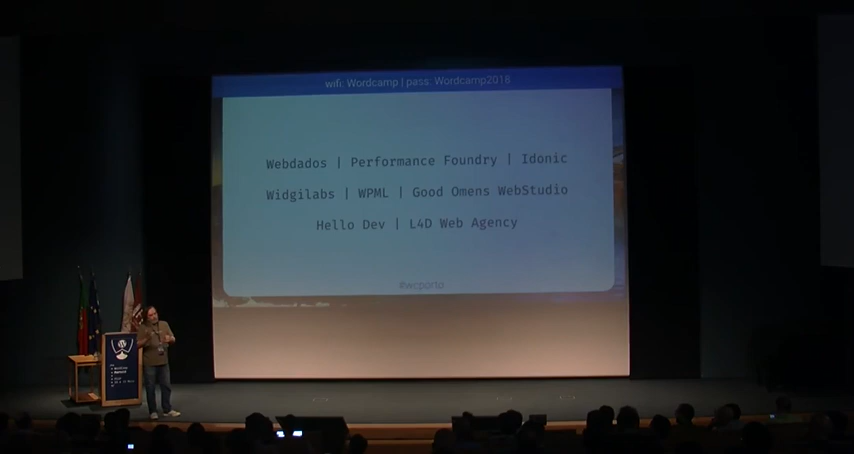 wifi: Wordcamp | pass: Wordcamp2018
Webdados | Performance Foundry | Idonic
Widgilabs | WPML | Good Omens WebStudio
Hello Dev | L4D Web Agency
#wcporto